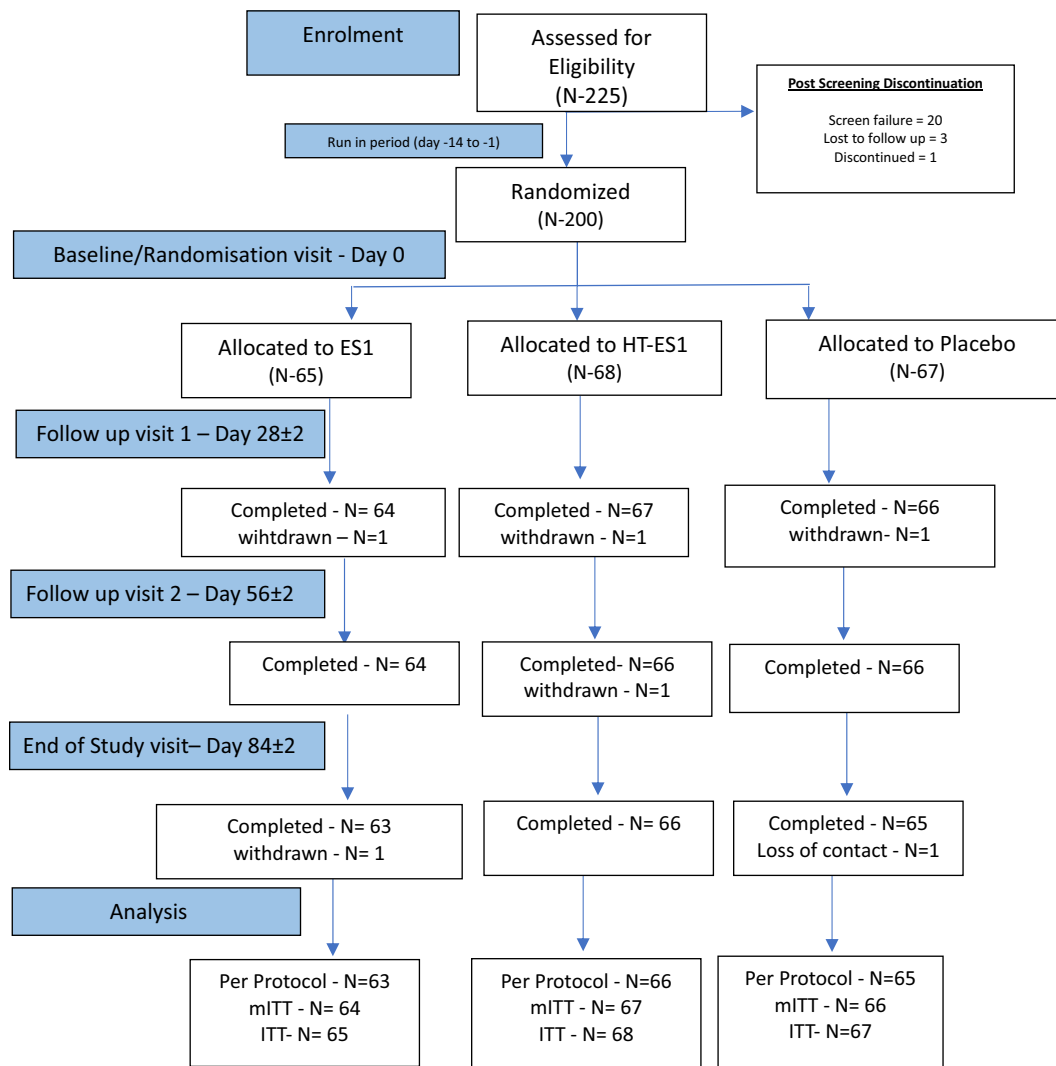 Enrolment
Assessed for
Eligibility
(N-225)
Post Screening Discontinuation
Screen failure = 20
Lost to follow up = 3
Discontinued = 1
Run in period (day -14 to -1)
Randomized
(N-200)
Baseline/Randomisation visit - Day 0
Allocated to ES1
(N-65)
Allocated to HT-ES1
(N-68)
Allocated to Placebo
(N-67)
Follow up visit 1 – Day 28±2
Completed - N= 64
wihtdrawn – N=1
Completed - N=67
withdrawn - N=1
Completed - N=66
withdrawn- N=1
Follow up visit 2 – Day 56±2
Completed - N= 64
Completed- N=66
withdrawn - N=1
Completed - N=66
End of Study visit– Day 84±2
Completed - N= 63
withdrawn - N= 1
Completed - N= 66
Completed - N=65
Loss of contact - N=1
Analysis
Per Protocol - N=63
mITT - N= 64
ITT- N= 65
Per Protocol - N=66
mITT - N= 67
ITT - N= 68
Per Protocol - N=65
mITT - N= 66
ITT- N=67